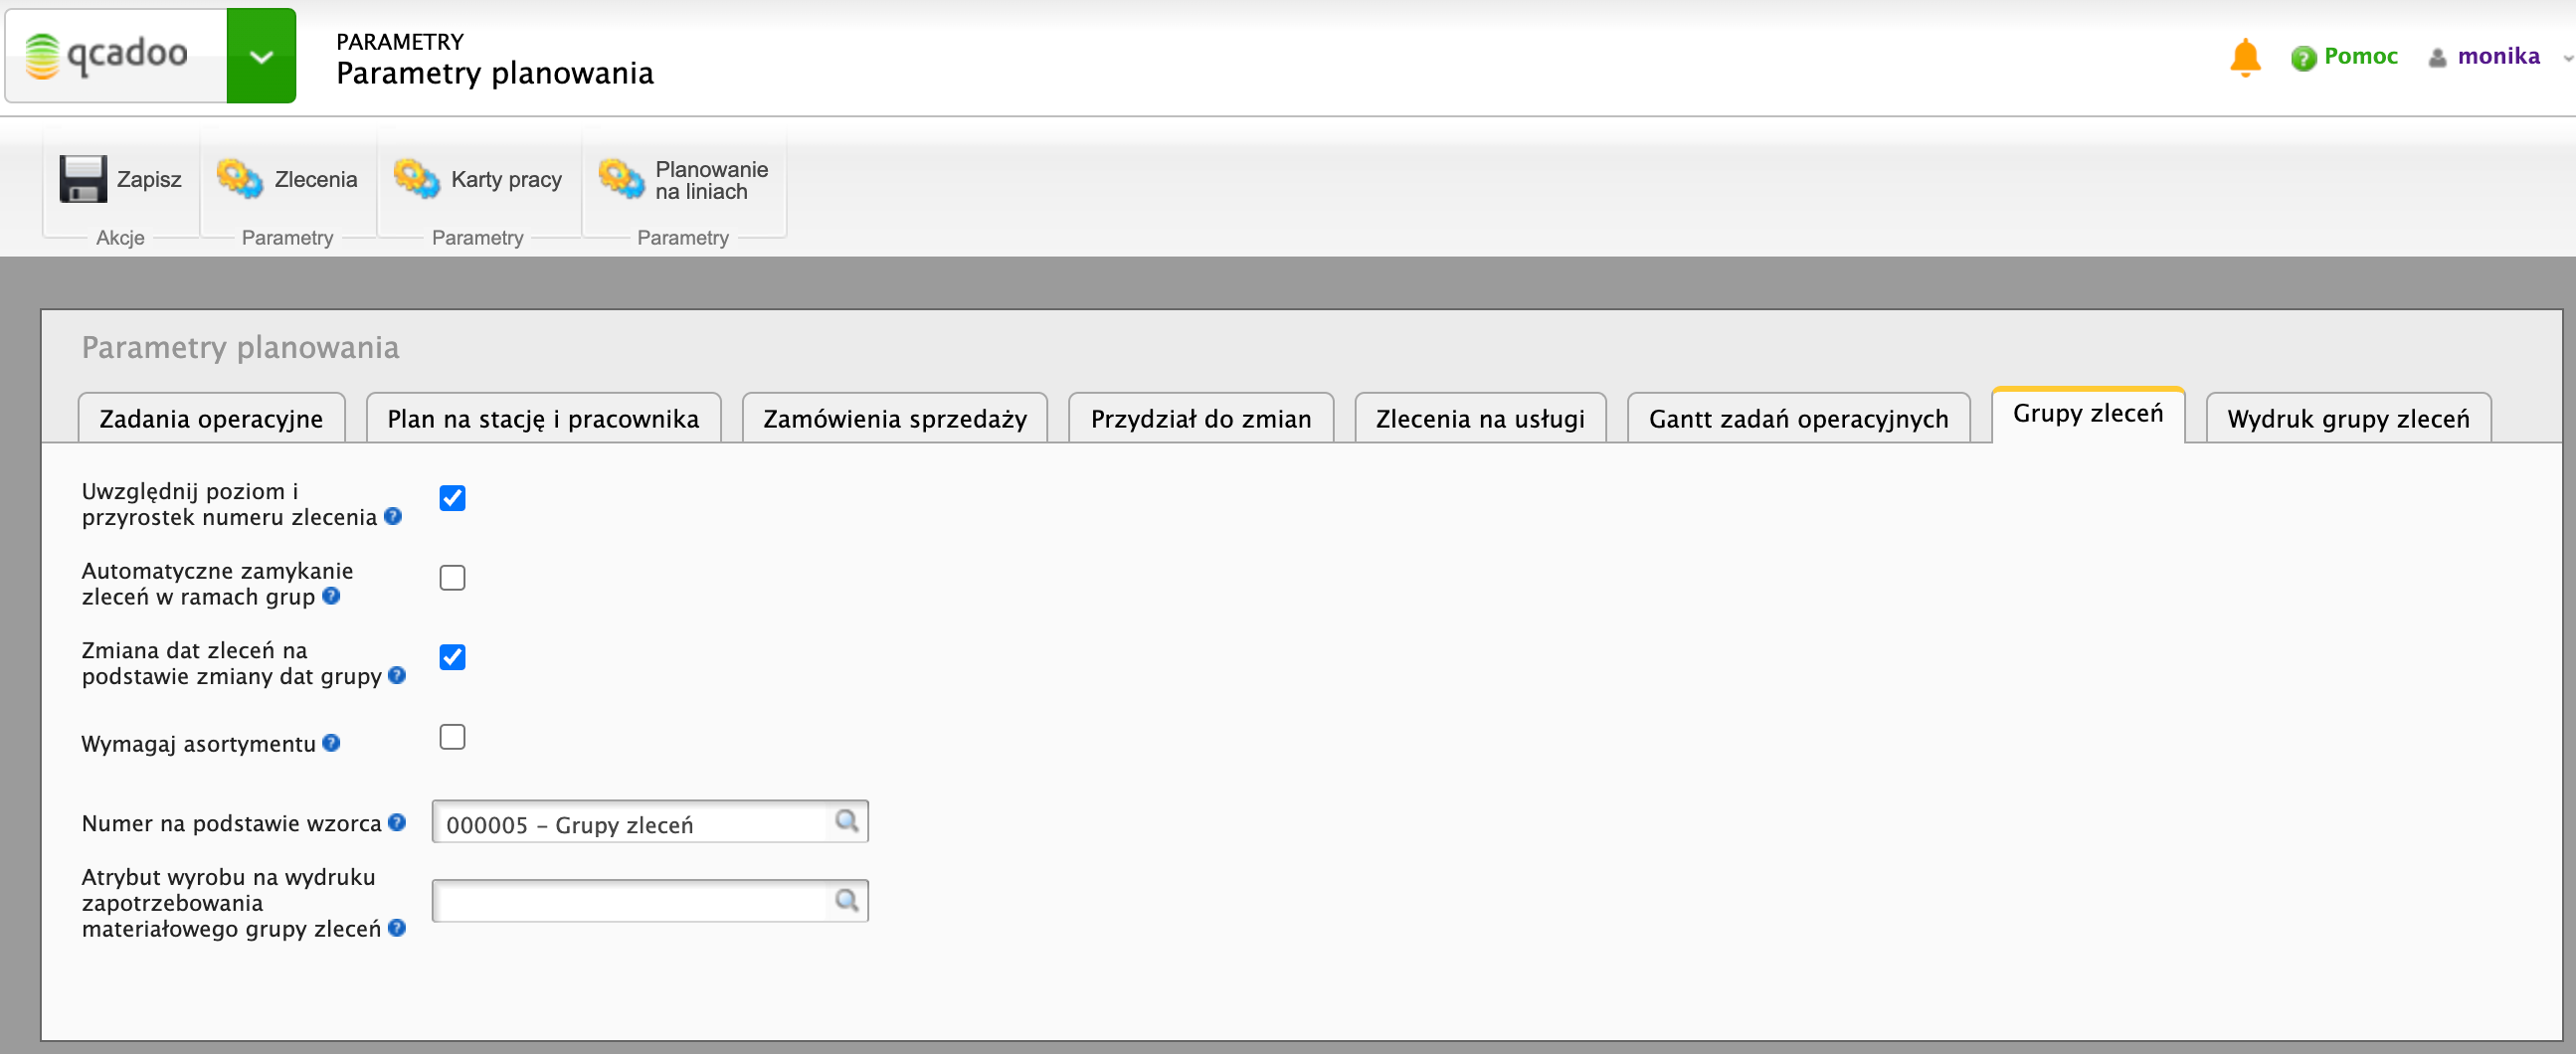 qcadoo
PARAMETRY
Parametry planowania
Pomoc
monika
Zapisz
Akcje
Zlecenia
Parametry
Karty pracy
Parametry
Planowanie
na liniach
Parametry
Parametry planowania
Zadania operacyjne
Plan na stację i pracownika
Zamówienia sprzedaży
Przydział do zmian
Zlecenia na usługi
Gantt zadań operacyjnych
Grupy zleceń
Wydruk grupy zleceń
Uwzględnij poziom i
przyrostek numeru zlecenia
Automatyczne zamykanie
zleceń w ramach grup
Zmiana dat zleceń na
podstawie zmiany dat grupy
Wymagaj asortymentu
Numer na podstawie wzorca
000005 – Grupy zleceń
Atrybut wyrobu na wydruku
zapotrzebowania
materiałowego grupy zleceń